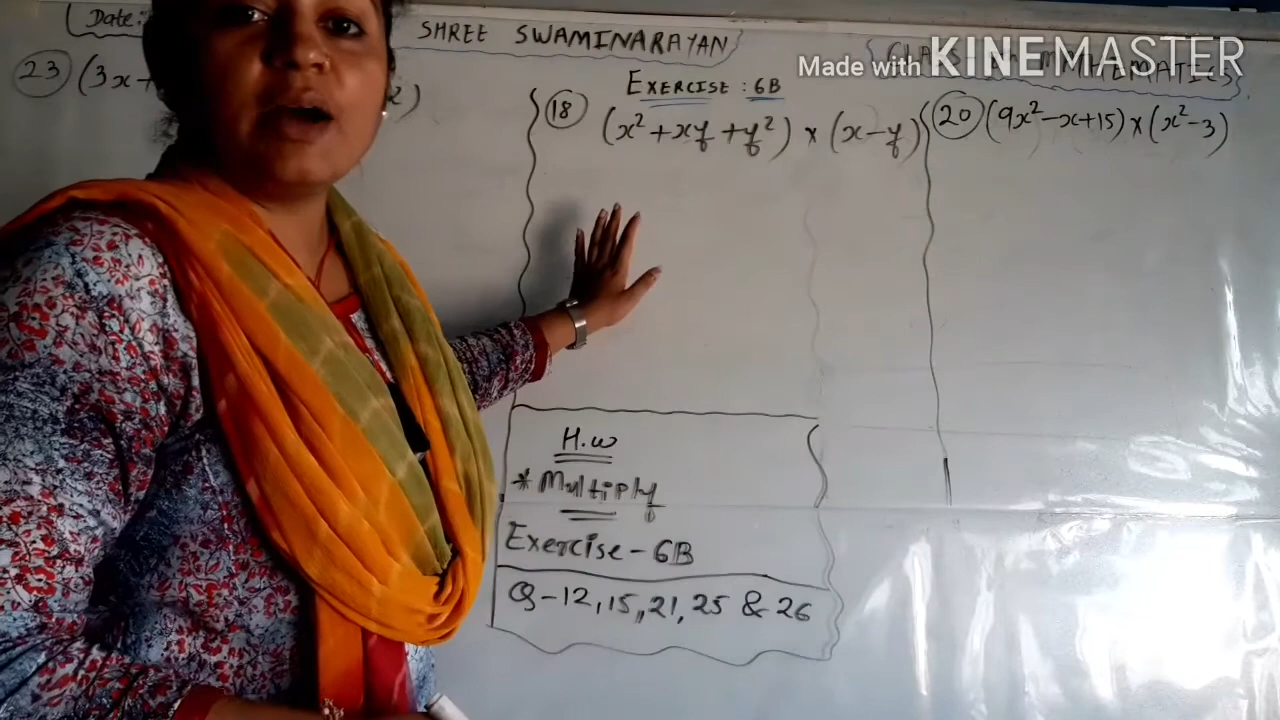 Date:
SHREE SWAMINARAYAN
Made with KINEMASTER
EXERCISE : 6B
23 (3x+
18 (x²+xy+y²) × (x-y)
20 (9x²-x+15) × (x²-3)
H.W
* Multiply
Exercise - 6B
Q - 12, 15, 21, 25 & 26